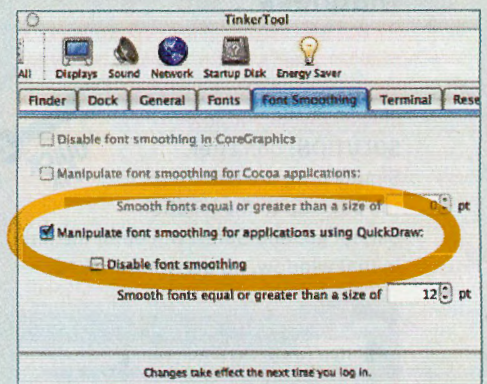 TinkerTool
All Displays Sound Network Startup Disk Energy Saver
Finder Dock General Fonts Font Smoothing Terminal Rese
Disable font smoothing in CoreGraphics
Manipulate font smoothing for Cocoa applications:
Smooth fonts equal or greater than a size of 0 pt
Manipulate font smoothing for applications using QuickDraw:
Disable font smoothing
Smooth fonts equal or greater than a size of 12 pt
Changes take effect the next time you log in.